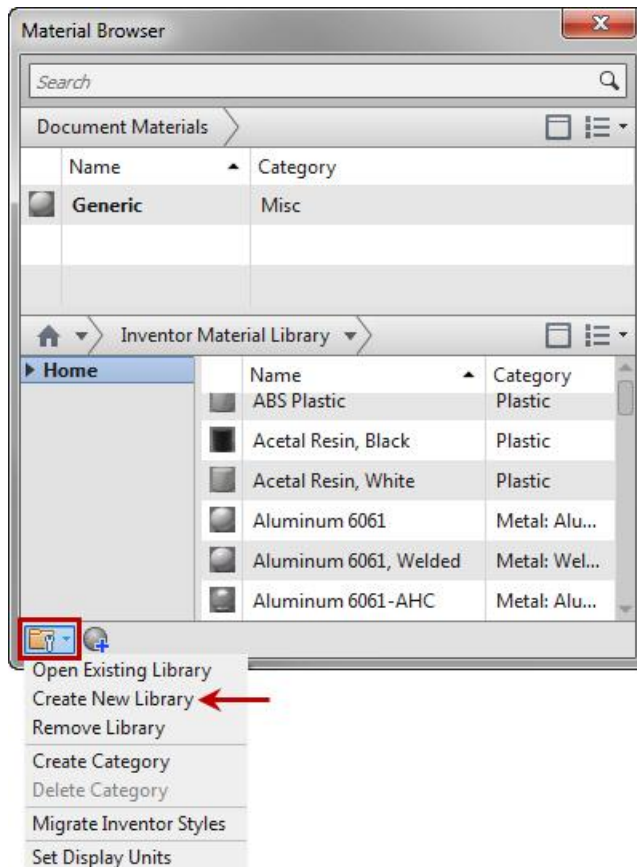 Material Browser
Search
Document Materials
Name Category
Generic Misc
Inventor Material Library
Home
Name Category
ABS Plastic Plastic
Acetal Resin, Black Plastic
Acetal Resin, White Plastic
Aluminum 6061 Metal: Alu...
Aluminum 6061, Welded Metal: Wel...
Aluminum 6061-AHC Metal: Alu...
Open Existing Library
Create New Library
Remove Library
Create Category
Delete Category
Migrate Inventor Styles
Set Display Units